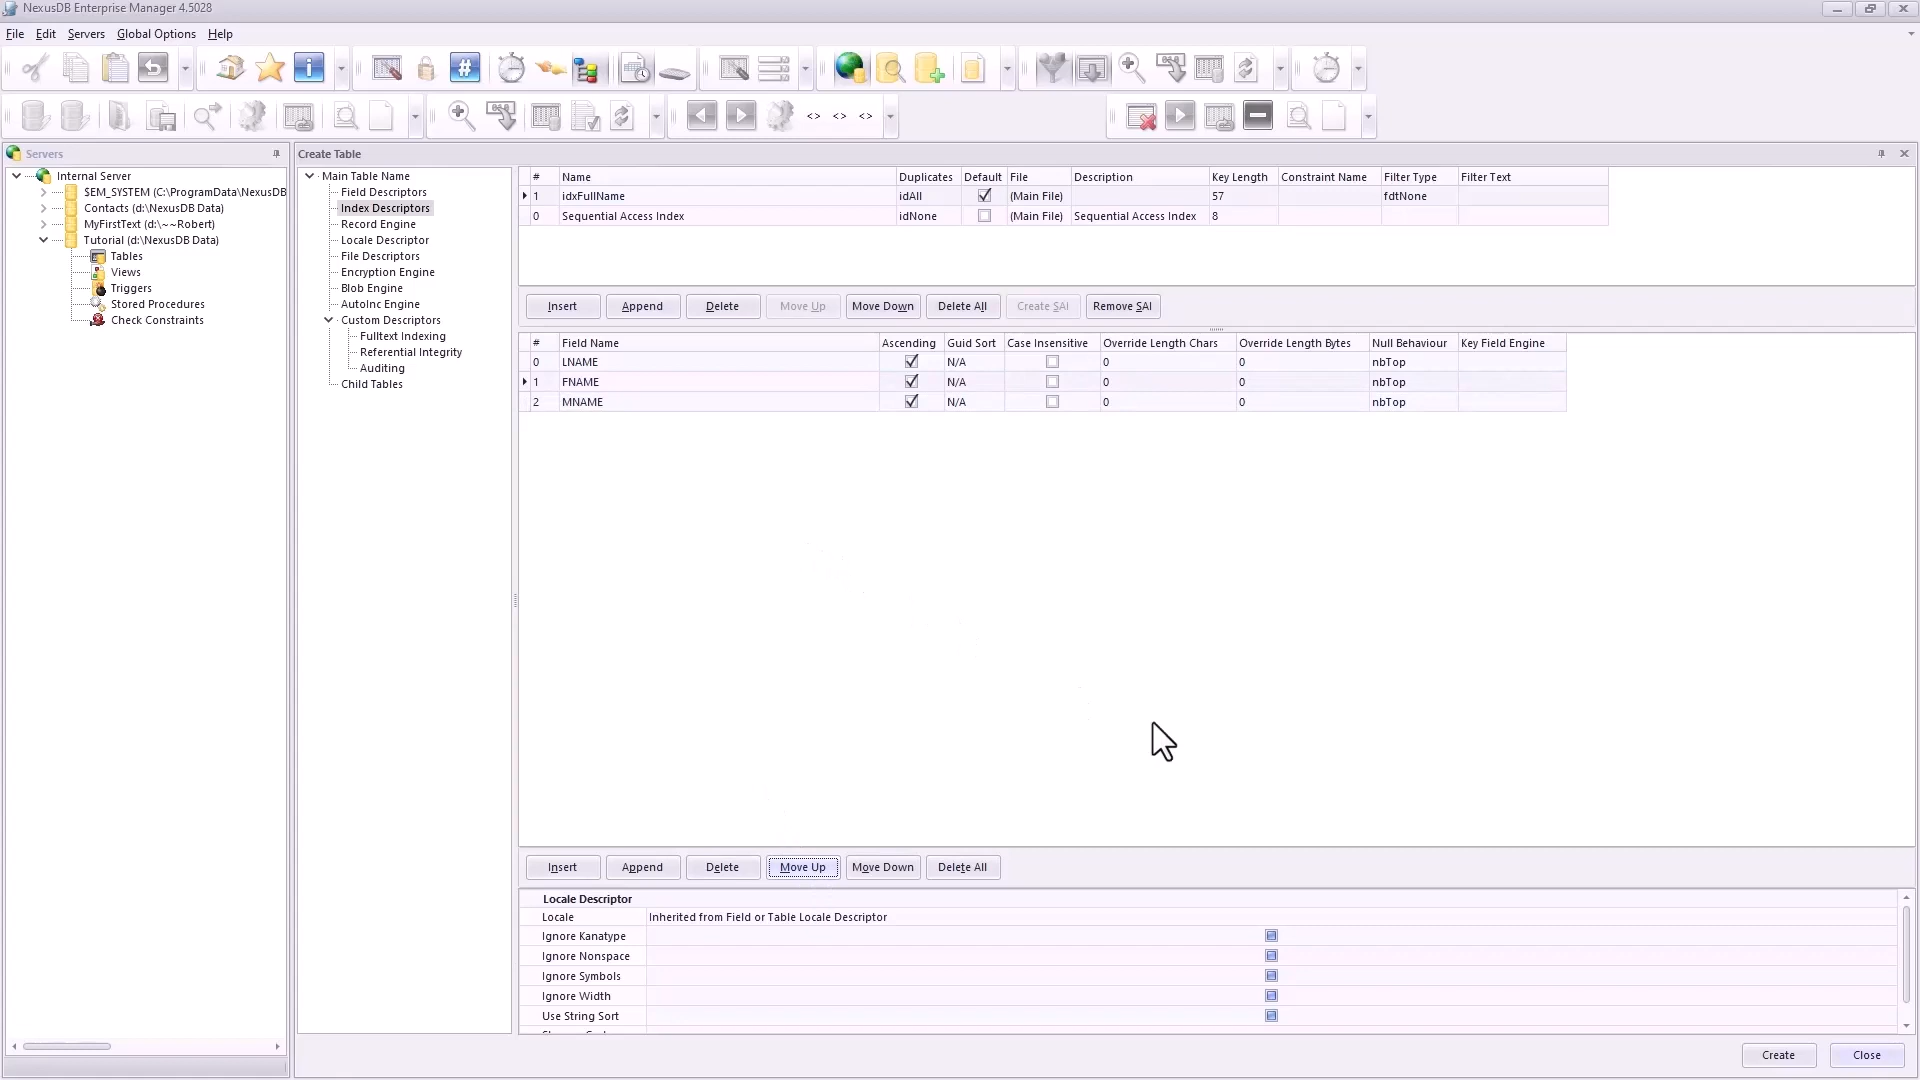 NexusDB Enterprise Manager 4.5028
File Edit Servers Global Options Help
Servers
Internal Server
$EM_SYSTEM (C:\ProgramData\NexusDB
Contacts (d:\NexusDB Data)
MyFirstText (d:\~~Robert)
Tutorial (d:\NexusDB Data)
Tables
Views
Triggers
Stored Procedures
Check Constraints
Create Table
Main Table Name
Field Descriptors
Index Descriptors
Record Engine
Locale Descriptor
File Descriptors
Encryption Engine
Blob Engine
AutoInc Engine
Custom Descriptors
Fulltext Indexing
Referential Integrity
Auditing
Child Tables
# Name Duplicates Default File Description Key Length Constraint Name Filter Type Filter Text
1 idxFullName idAll (Main File) 57 fdtNone
0 Sequential Access Index idNone (Main File) Sequential Access Index 8
Insert Append Delete Move Up Move Down Delete All Create SAI Remove SAI
# Field Name Ascending Guid Sort Case Insensitive Override Length Chars Override Length Bytes Null Behaviour Key Field Engine
0 LNAME N/A 0 0 nbTop
1 FNAME N/A 0 0 nbTop
2 MNAME N/A 0 0 nbTop
Insert Append Delete Move Up Move Down Delete All
Locale Descriptor
Locale Inherited from Field or Table Locale Descriptor
Ignore Kanatype
Ignore Nonspace
Ignore Symbols
Ignore Width
Use String Sort
Create Close